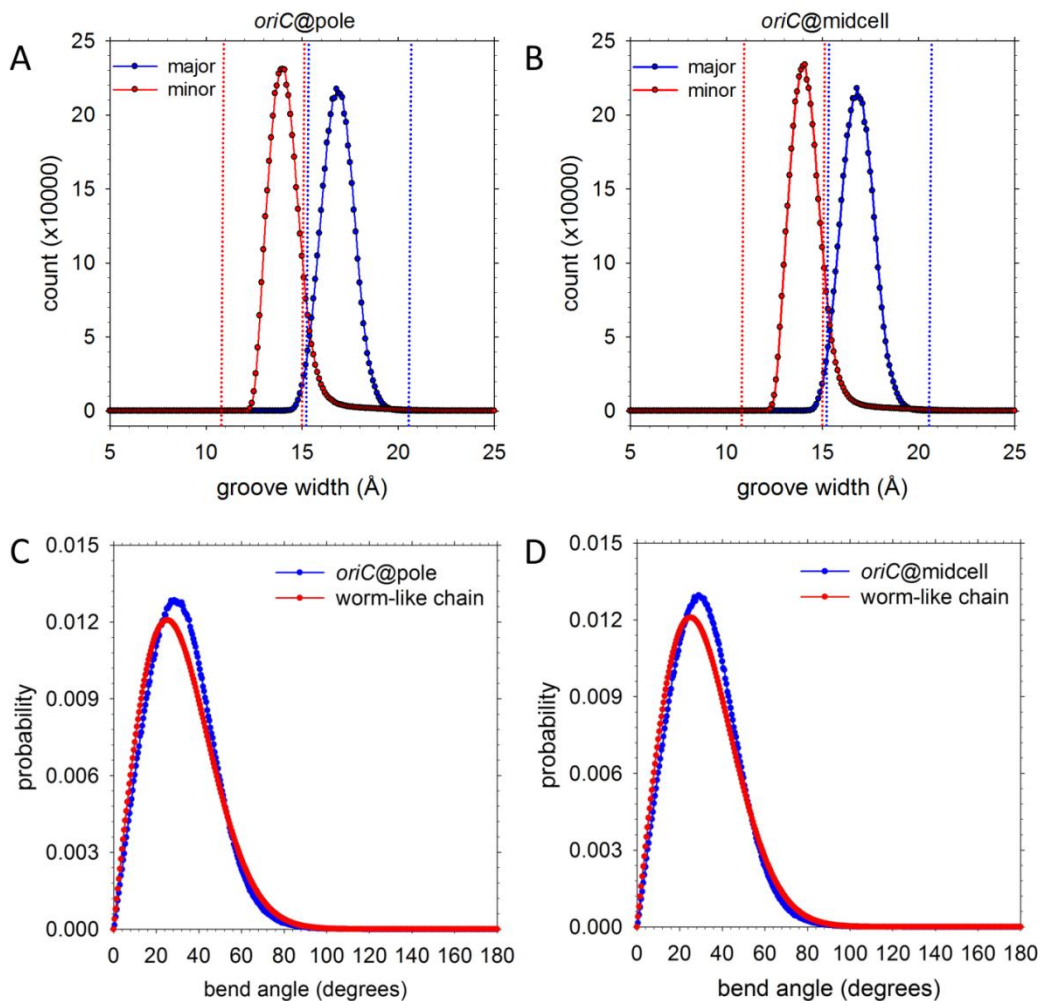 A
oriC@pole
major
minor
count (x10000)
25
20
15
10
5
0
5 10 15 20 25
groove width (Å)
B
oriC@midcell
major
minor
count (x10000)
25
20
15
10
5
0
5 10 15 20 25
groove width (Å)
C
oriC@pole
worm-like chain
probability
0.015
0.012
0.009
0.006
0.003
0.000
0 20 40 60 80 100 120 140 160 180
bend angle (degrees)
D
oriC@midcell
worm-like chain
probability
0.015
0.012
0.009
0.006
0.003
0.000
0 20 40 60 80 100 120 140 160 180
bend angle (degrees)